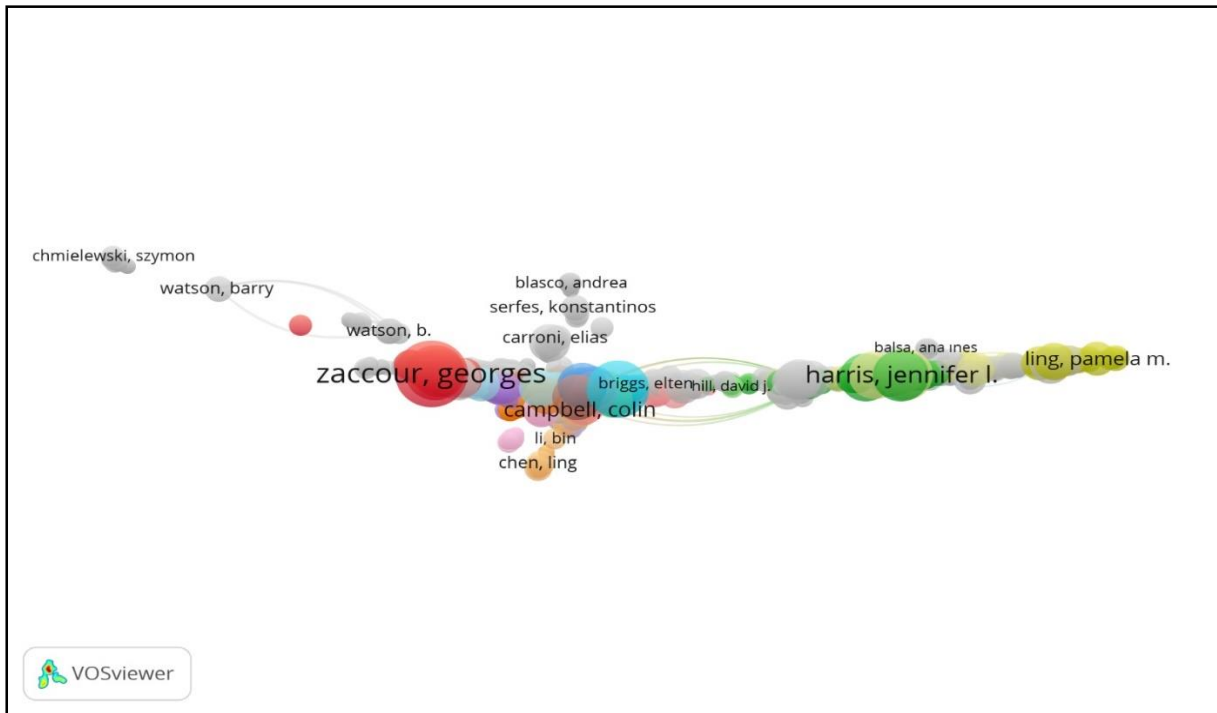 chmielewski, szymon
watson, barry
blasco, andrea
serfes, konstantinos
watson, b.
carroni, elias
balsa, ana ines
ling, pamela m.
zaccour, georges
briggs, elten
hill, david j.
harris, jennifer l.
campbell, colin
li, bin
chen, ling
VOSviewer